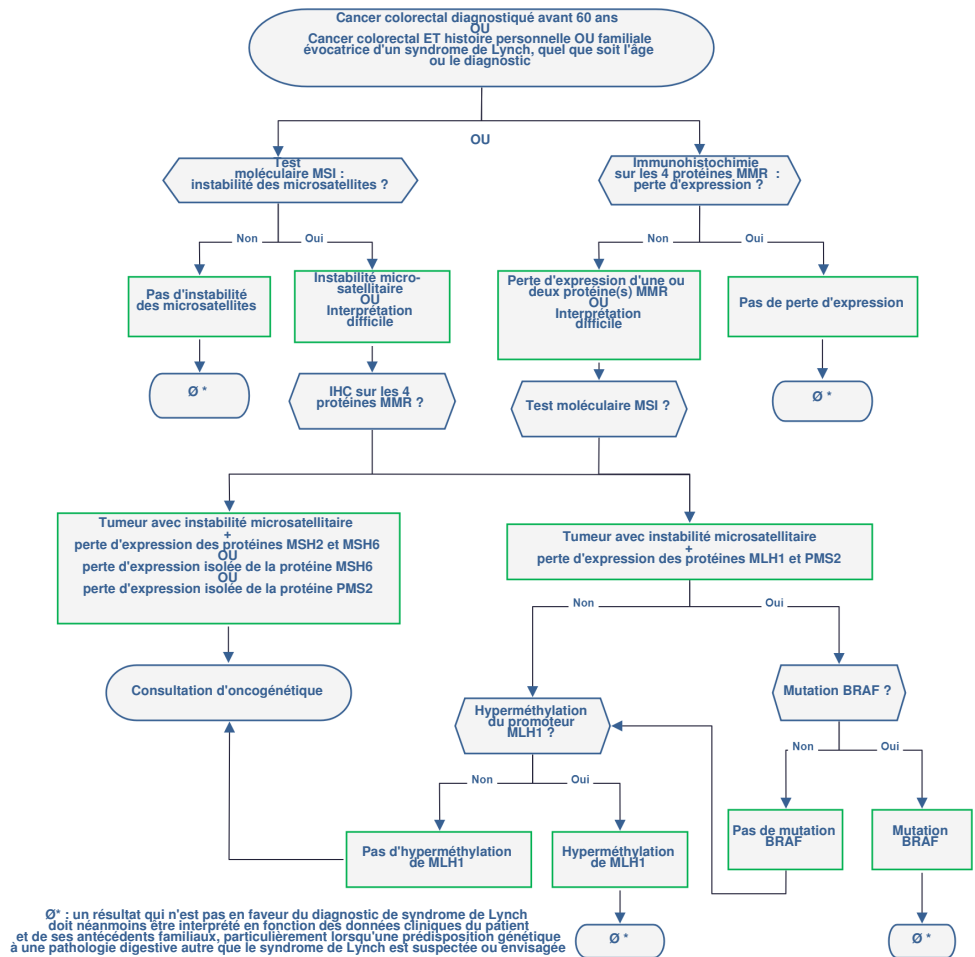 Cancer colorectal diagnostiqué avant 60 ans
OU
Cancer colorectal ET histoire personnelle OU familiale
évocatrice d'un syndrome de Lynch, quel que soit l'âge
ou le diagnostic
OU
Test
moléculaire MSI :
instabilité des microsatellites ?
Immunohistochimie
sur les 4 protéines MMR :
perte d'expression ?
Non
Oui
Non
Oui
Pas d'instabilité
des microsatellites
Instabilité micro-
satellitaire
OU
Interprétation
difficile
Perte d'expression d'une ou
deux protéine(s) MMR
OU
Interprétation
difficile
Pas de perte d'expression
Ø *
IHC sur les 4
protéines MMR ?
Test moléculaire MSI ?
Ø *
Tumeur avec instabilité microsatellitaire
+
perte d'expression des protéines MSH2 et MSH6
OU
perte d'expression isolée de la protéine MSH6
OU
perte d'expression isolée de la protéine PMS2
Tumeur avec instabilité microsatellitaire
+
perte d'expression des protéines MLH1 et PMS2
Non
Oui
Consultation d'oncogénétique
Hyperméthylation
du promoteur
MLH1 ?
Mutation BRAF ?
Non
Oui
Non
Oui
Pas d'hyperméthylation
de MLH1
Hyperméthylation
de MLH1
Pas de mutation
BRAF
Mutation
BRAF
Ø *
Ø *
Ø* : un résultat qui n'est pas en faveur du diagnostic de syndrome de Lynch
doit néanmoins être interprété en fonction des données cliniques du patient
et de ses antécédents familiaux, particulièrement lorsqu'une prédisposition génétique
à une pathologie digestive autre que le syndrome de Lynch est suspectée ou envisagée